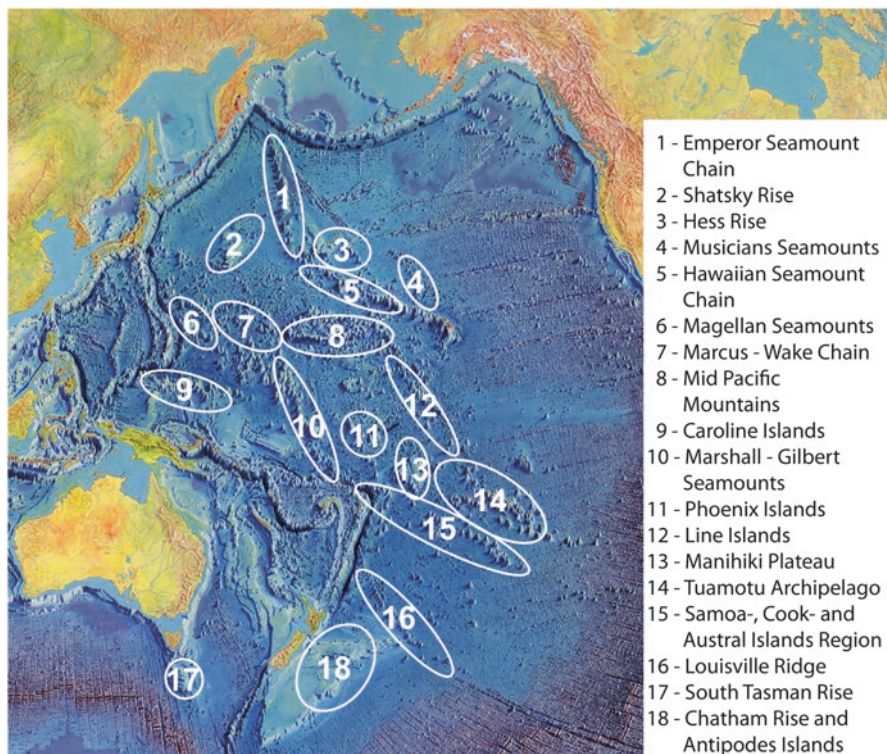 1
2
3
4
5
6
7
8
9
10
11
12
13
14
15
16
17
18
1 - Emperor Seamount
Chain
2 - Shatsky Rise
3 - Hess Rise
4 - Musicians Seamounts
5 - Hawaiian Seamount
Chain
6 - Magellan Seamounts
7 - Marcus - Wake Chain
8 - Mid Pacific
Mountains
9 - Caroline Islands
10 - Marshall - Gilbert
Seamounts
11 - Phoenix Islands
12 - Line Islands
13 - Manihiki Plateau
14 - Tuamotu Archipelago
15 - Samoa-, Cook- and
Austral Islands Region
16 - Louisville Ridge
17 - South Tasman Rise
18 - Chatham Rise and
Antipodes Islands